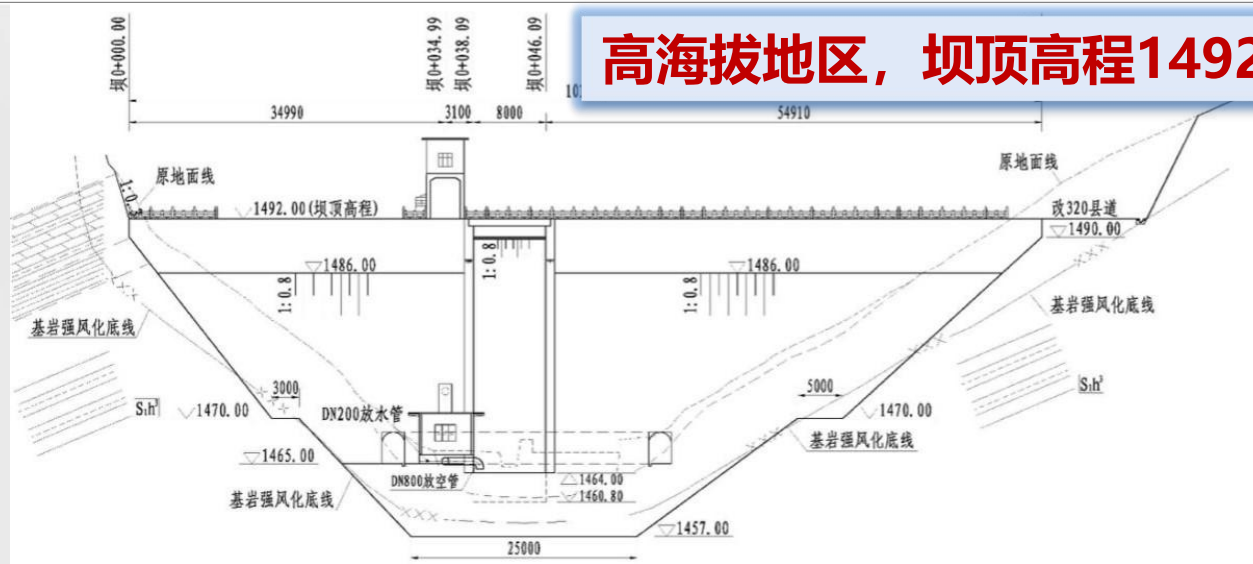 高海拔地区，坝顶高程1492
坝0+000.00
坝0+034.99
坝0+038.09
坝0+046.09
34990
3100
8000
54910
原地面线
1492.00(坝顶高程)
原地面线
改320县道
1490.00
1:0.8
1486.00
1486.00
1:0.8
1:0.8
基岩强风化底线
基岩强风化底线
3000
5000
S₁h³
1470.00
DN200放水管
1470.00
S₁h³
基岩强风化底线
1465.00
DN800放空管
1464.00
1460.80
基岩强风化底线
1457.00
25000